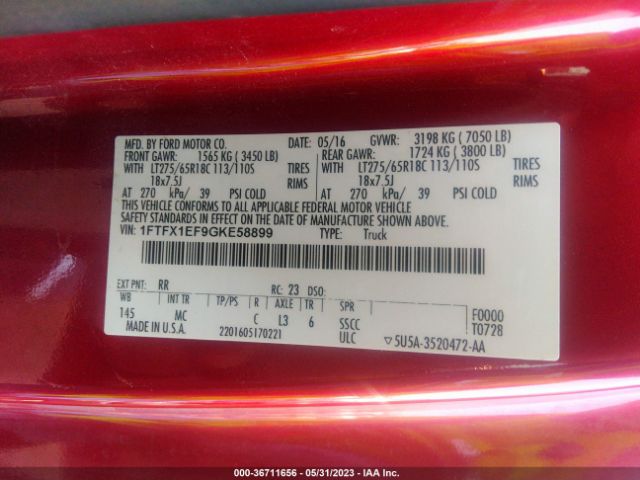 MFD. BY FORD MOTOR CO. DATE: 05/16 GVWR: 3198 KG ( 7050 LB)
FRONT GAWR: 1565 KG ( 3450 LB) REAR GAWR: 1724 KG ( 3800 LB)
WITH LT275/65R18C 113/110S TIRES WITH LT275/65R18C 113/110S TIRES
18x7.5J RIMS 18x7.5J RIMS
AT 270 kPa/ 39 PSI COLD AT 270 kPa/ 39 PSI COLD
THIS VEHICLE CONFORMS TO ALL APPLICABLE FEDERAL MOTOR VEHICLE
SAFETY STANDARDS IN EFFECT ON THE DATE OF MANUFACTURE SHOWN ABOVE.
VIN: 1FTFX1EF9GKE58899 TYPE: Truck
EXT PNT: RR RC: 23 DSO:
WB INT TR TP/PS R AXLE TR SPR F0000
145 MC C L3 6 SSCC T0728
MADE IN U.S.A. 2201605170221 ULC ▽5U5A-3520472-AA
000-36711656 - 05/31/2023 - IAA Inc.